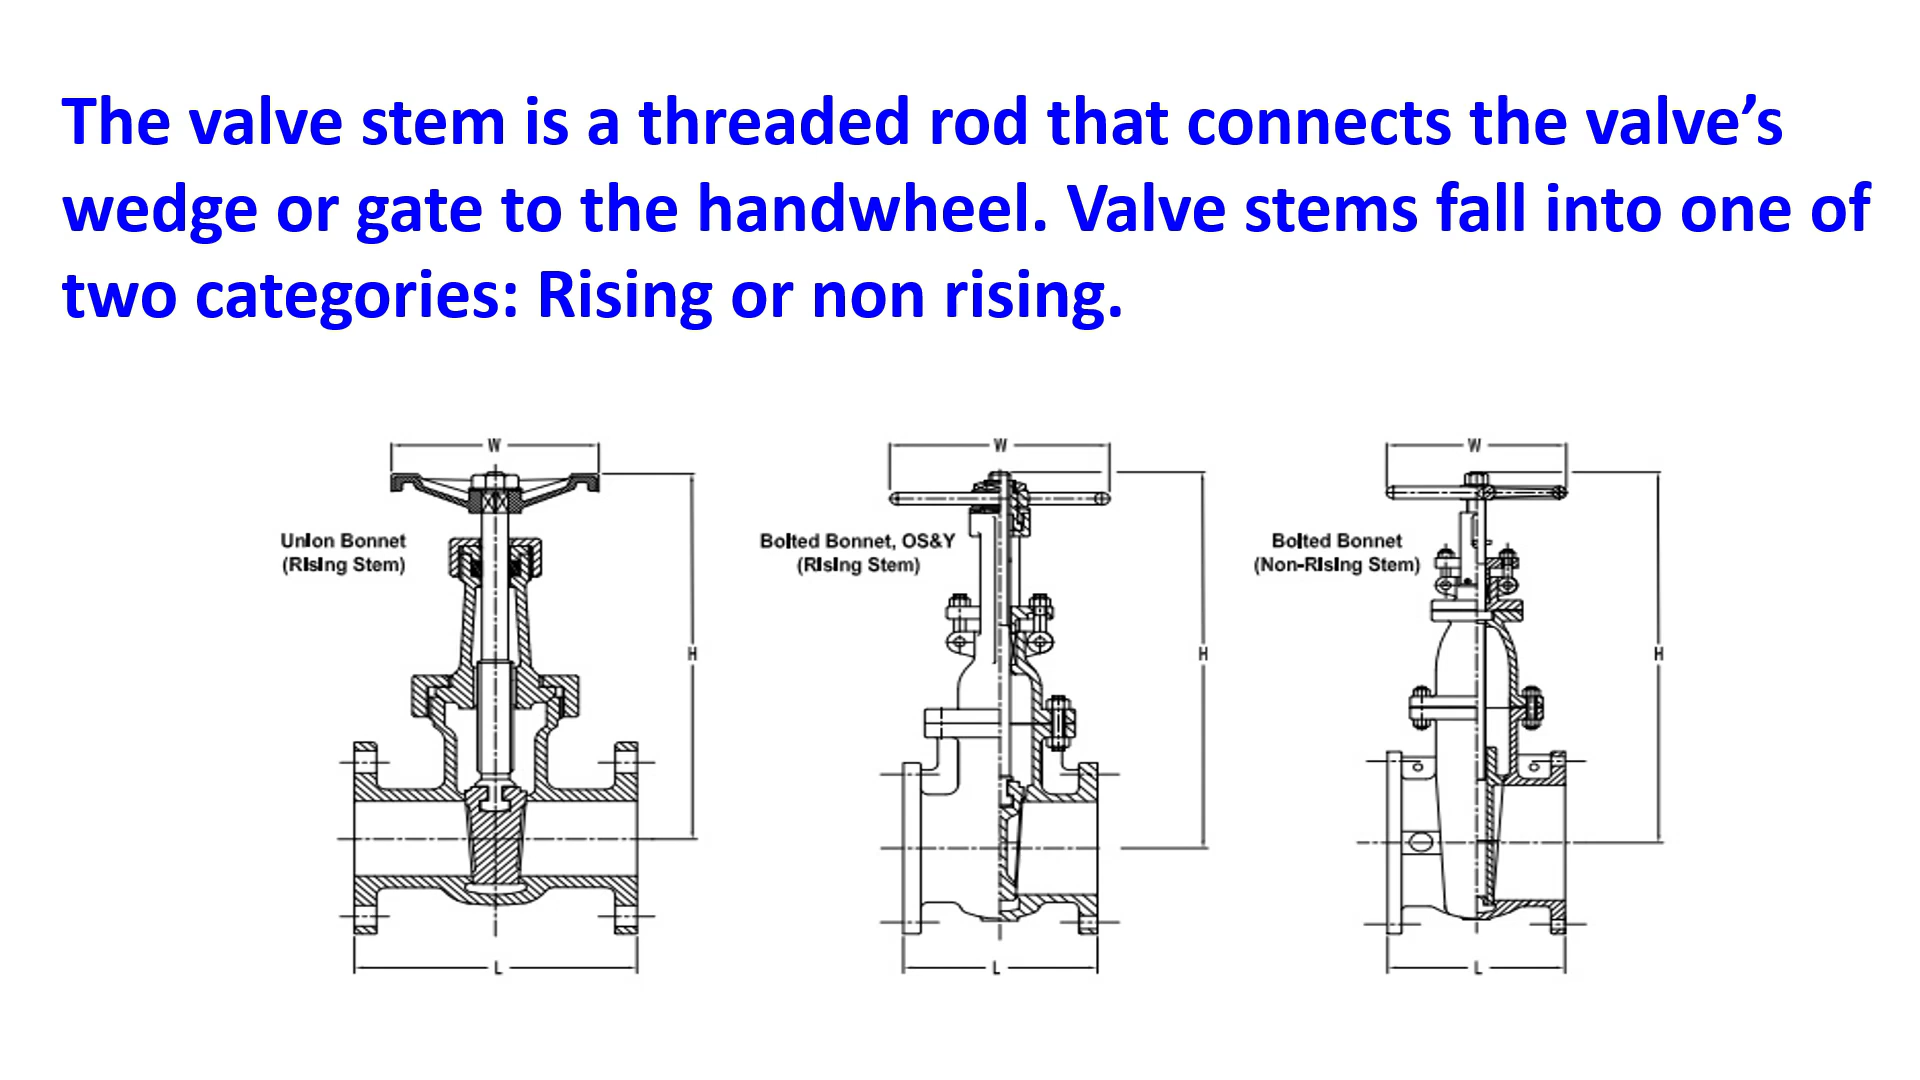 The valve stem is a threaded rod that connects the valve’s
wedge or gate to the handwheel. Valve stems fall into one of
two categories: Rising or non rising.
W
W
W
Union Bonnet
(Rising Stem)
Bolted Bonnet, OS&Y
(Rising Stem)
Bolted Bonnet
(Non-Rising Stem)
H
H
H
L
L
L